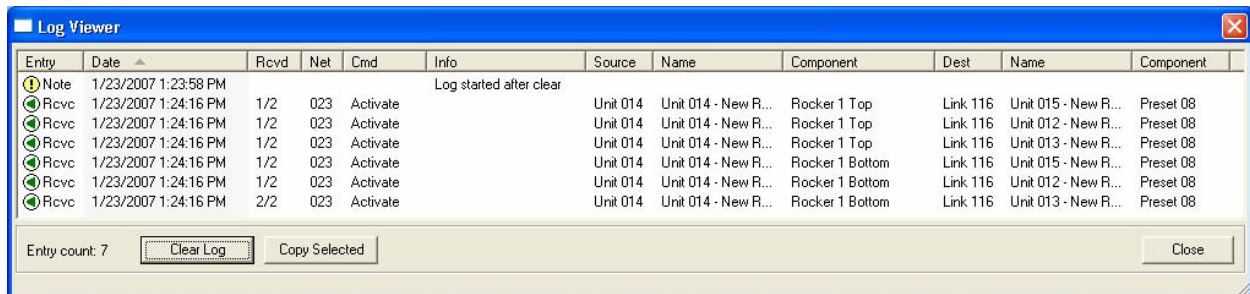 Log Viewer
Entry Date Rcvd Net Cmd Info Source Name Component Dest Name Component
Note 1/23/2007 1:23:58 PM Log started after clear
Rcvc 1/23/2007 1:24:16 PM 1/2 023 Activate Unit 014 Unit 014 - New R... Rocker 1 Top Link 116 Unit 015 - New R... Preset 08
Rcvc 1/23/2007 1:24:16 PM 1/2 023 Activate Unit 014 Unit 014 - New R... Rocker 1 Top Link 116 Unit 012 - New R... Preset 08
Rcvc 1/23/2007 1:24:16 PM 1/2 023 Activate Unit 014 Unit 014 - New R... Rocker 1 Top Link 116 Unit 013 - New R... Preset 08
Rcvc 1/23/2007 1:24:16 PM 1/2 023 Activate Unit 014 Unit 014 - New R... Rocker 1 Bottom Link 116 Unit 015 - New R... Preset 08
Rcvc 1/23/2007 1:24:16 PM 1/2 023 Activate Unit 014 Unit 014 - New R... Rocker 1 Bottom Link 116 Unit 012 - New R... Preset 08
Rcvc 1/23/2007 1:24:16 PM 2/2 023 Activate Unit 014 Unit 014 - New R... Rocker 1 Bottom Link 116 Unit 013 - New R... Preset 08
Entry count: 7 Clear Log Copy Selected Close